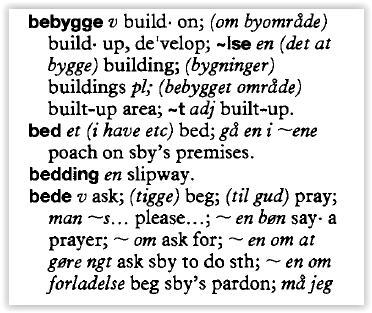 bebygge v build· on; (om byområde)
build· up, de'velop; ~lse en (det at
bygge) building; (bygninger)
buildings pl; (bebygget område)
built-up area; ~t adj built-up.
bed et (i have etc) bed; gå en i ~ene
poach on sby's premises.
bedding en slipway.
bede v ask; (tigge) beg; (til gud) pray;
man ~s... please...; ~ en bøn say· a
prayer; ~ om ask for; ~ en om at
gøre ngt ask sby to do sth; ~ en om
forladelse beg sby's pardon; må jeg